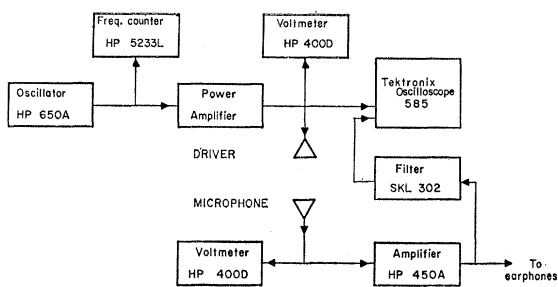 Freq. counter
HP 5233L
Voltmeter
HP 400D
Oscillator
HP 650A
Power
Amplifier
Tektronix
Oscilloscope
585
DRIVER
Filter
SKL 302
MICROPHONE
Voltmeter
HP 400D
Amplifier
HP 450A
To
earphones